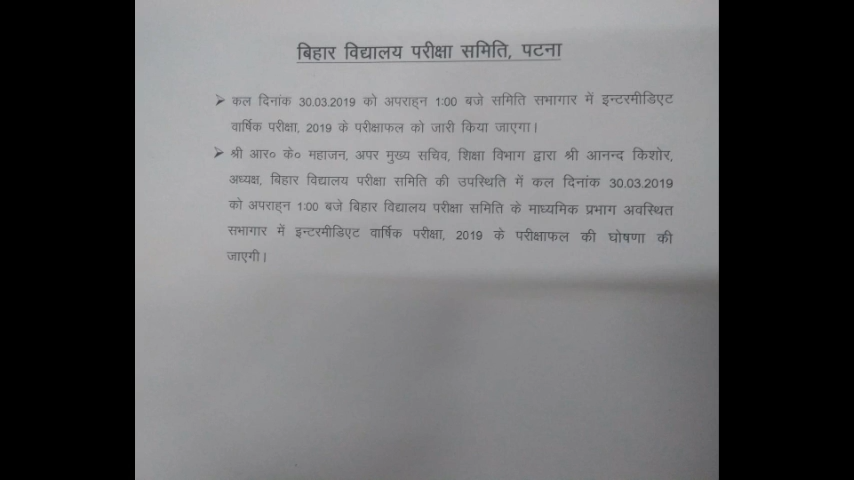 बिहार विद्यालय परीक्षा समिति, पटना
➢ कल दिनांक 30.03.2019 को अपराह्न 1:00 बजे समिति सभागार में इन्टरमीडिएट
वार्षिक परीक्षा, 2019 के परीक्षाफल को जारी किया जाएगा।
➢ श्री आर० के० महाजन, अपर मुख्य सचिव, शिक्षा विभाग द्वारा श्री आनन्द किशोर,
अध्यक्ष, बिहार विद्यालय परीक्षा समिति की उपस्थिति में कल दिनांक 30.03.2019
को अपराह्न 1:00 बजे बिहार विद्यालय परीक्षा समिति के माध्यमिक प्रभाग अवस्थित
सभागार में इन्टरमीडिएट वार्षिक परीक्षा, 2019 के परीक्षाफल की घोषणा की
जाएगी।